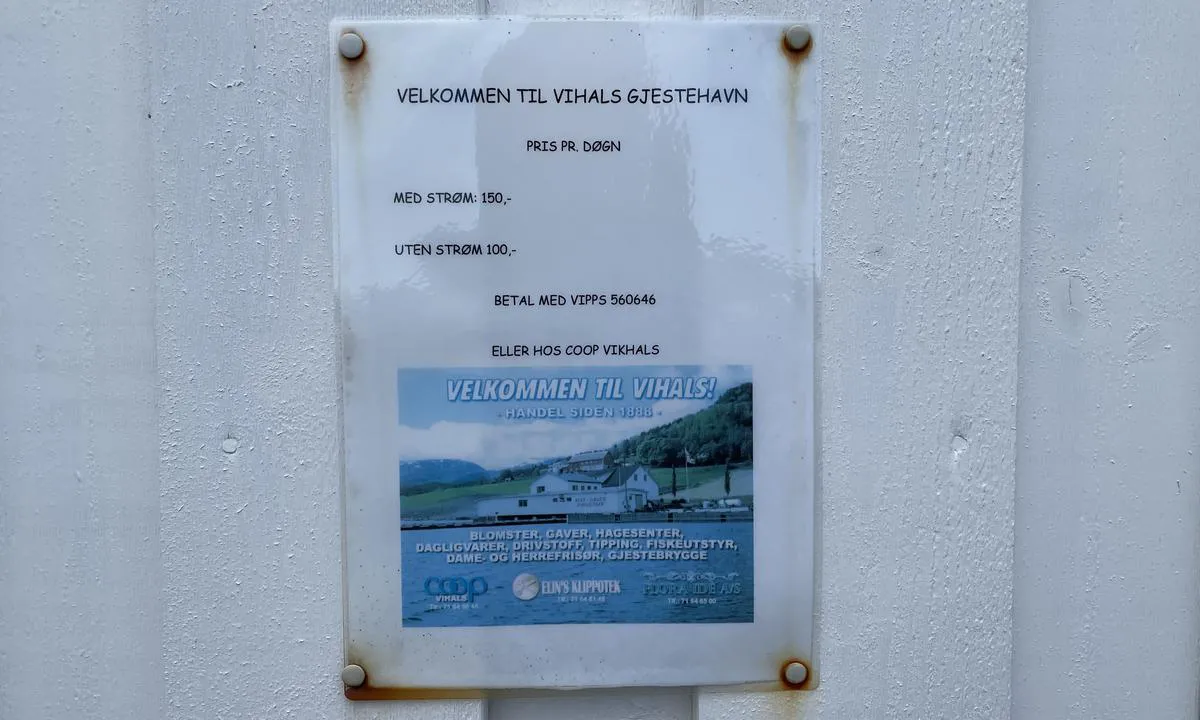 VELKOMMEN TIL VIHALS GJESTEHAVN
PRIS PR. DØGN
MED STRØM: 150,-
UTEN STRØM 100,-
BETAL MED VIPPS 560646
ELLER HOS COOP VIKHALS
VELKOMMEN TIL VIHALS!
- HANDEL SIDEN 1888 -
BLOMSTER, GAVER, HAGESENTER,
DAGLIGVARER, DRIVSTOFF, TIPPING, FISKEUTSTYR,
DAME- OG HERREFRISØR, GJESTEBRYGGE
coop
VIHALS
ELIN'S KLIPPOTEK